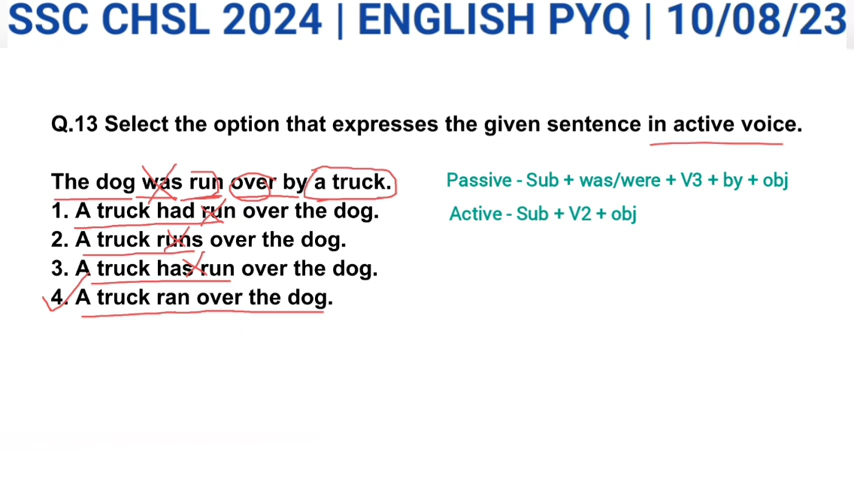 SSC CHSL 2024 | ENGLISH PYQ | 10/08/23
Q.13 Select the option that expresses the given sentence in active voice.
The dog was run over by a truck.
1. A truck had run over the dog.
2. A truck runs over the dog.
3. A truck has run over the dog.
4. A truck ran over the dog.
Passive - Sub + was/were + V3 + by + obj
Active - Sub + V2 + obj